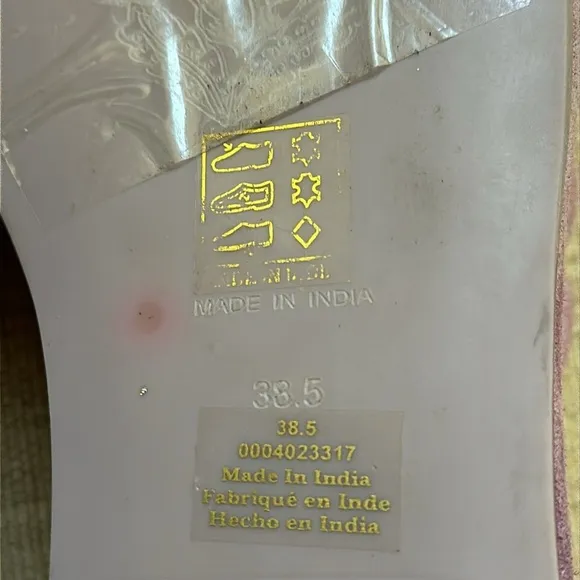 MADE IN INDIA
38.5
38.5
0004023317
Made In India
Fabriqué en Inde
Hecho en India